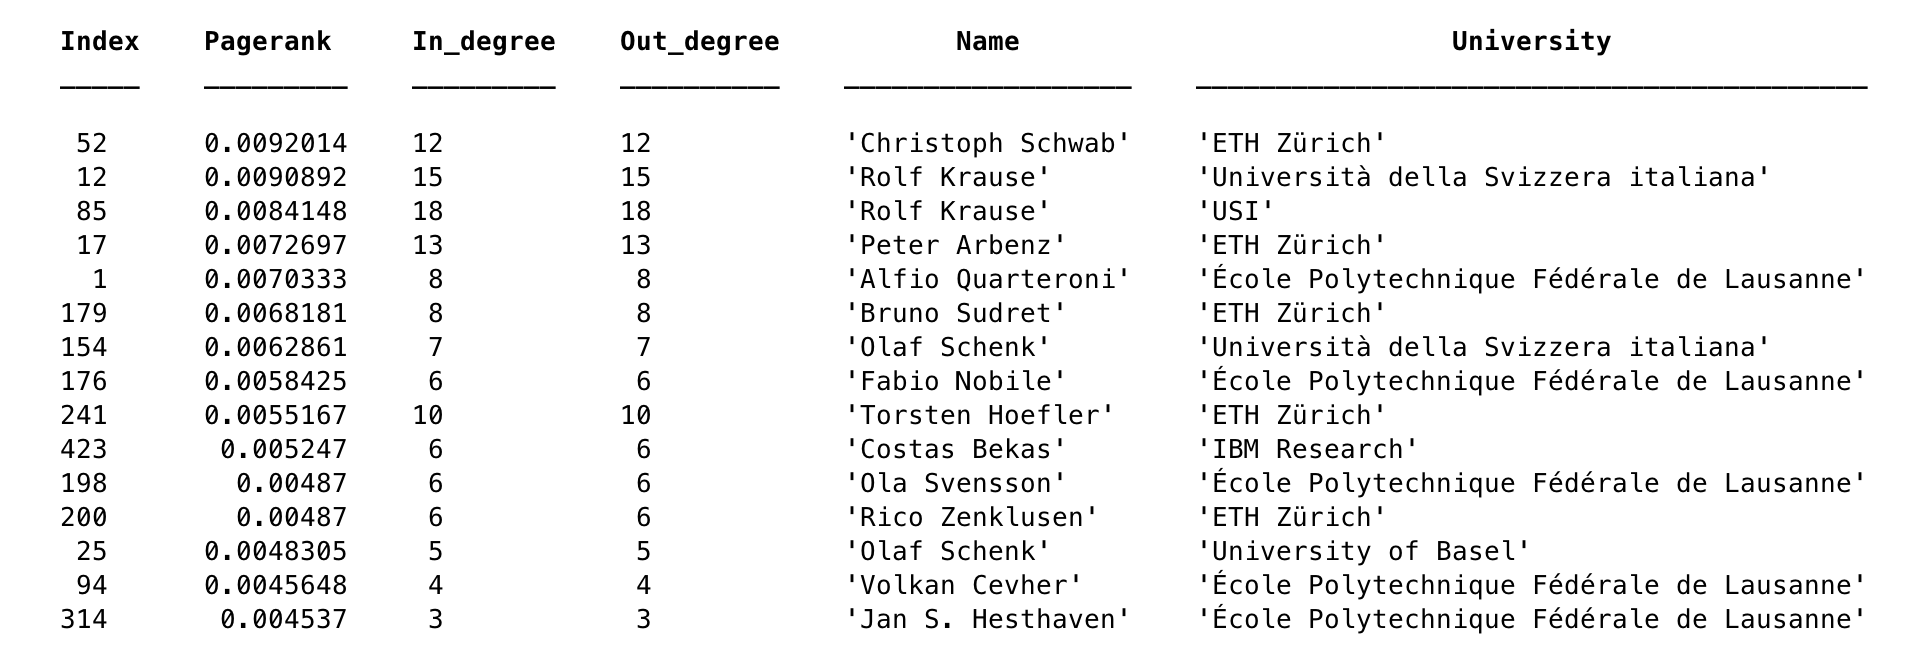 Index Pagerank In_degree Out_degree Name University
52 0.0092014 12 12 'Christoph Schwab' 'ETH Zürich'
12 0.0090892 15 15 'Rolf Krause' 'Università della Svizzera italiana'
85 0.0084148 18 18 'Rolf Krause' 'USI'
17 0.0072697 13 13 'Peter Arbenz' 'ETH Zürich'
1 0.0070333 8 8 'Alfio Quarteroni' 'École Polytechnique Fédérale de Lausanne'
179 0.0068181 8 8 'Bruno Sudret' 'ETH Zürich'
154 0.0062861 7 7 'Olaf Schenk' 'Università della Svizzera italiana'
176 0.0058425 6 6 'Fabio Nobile' 'École Polytechnique Fédérale de Lausanne'
241 0.0055167 10 10 'Torsten Hoefler' 'ETH Zürich'
423 0.005247 6 6 'Costas Bekas' 'IBM Research'
198 0.00487 6 6 'Ola Svensson' 'École Polytechnique Fédérale de Lausanne'
200 0.00487 6 6 'Rico Zenklusen' 'ETH Zürich'
25 0.0048305 5 5 'Olaf Schenk' 'University of Basel'
94 0.0045648 4 4 'Volkan Cevher' 'École Polytechnique Fédérale de Lausanne'
314 0.004537 3 3 'Jan S. Hesthaven' 'École Polytechnique Fédérale de Lausanne'